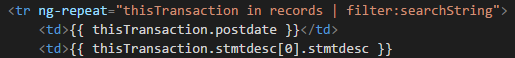 <tr ng-repeat="thisTransaction in records | filter:searchString">
<td>{{ thisTransaction.postdate }}</td>
<td>{{ thisTransaction.stmtdesc[0].stmtdesc }}